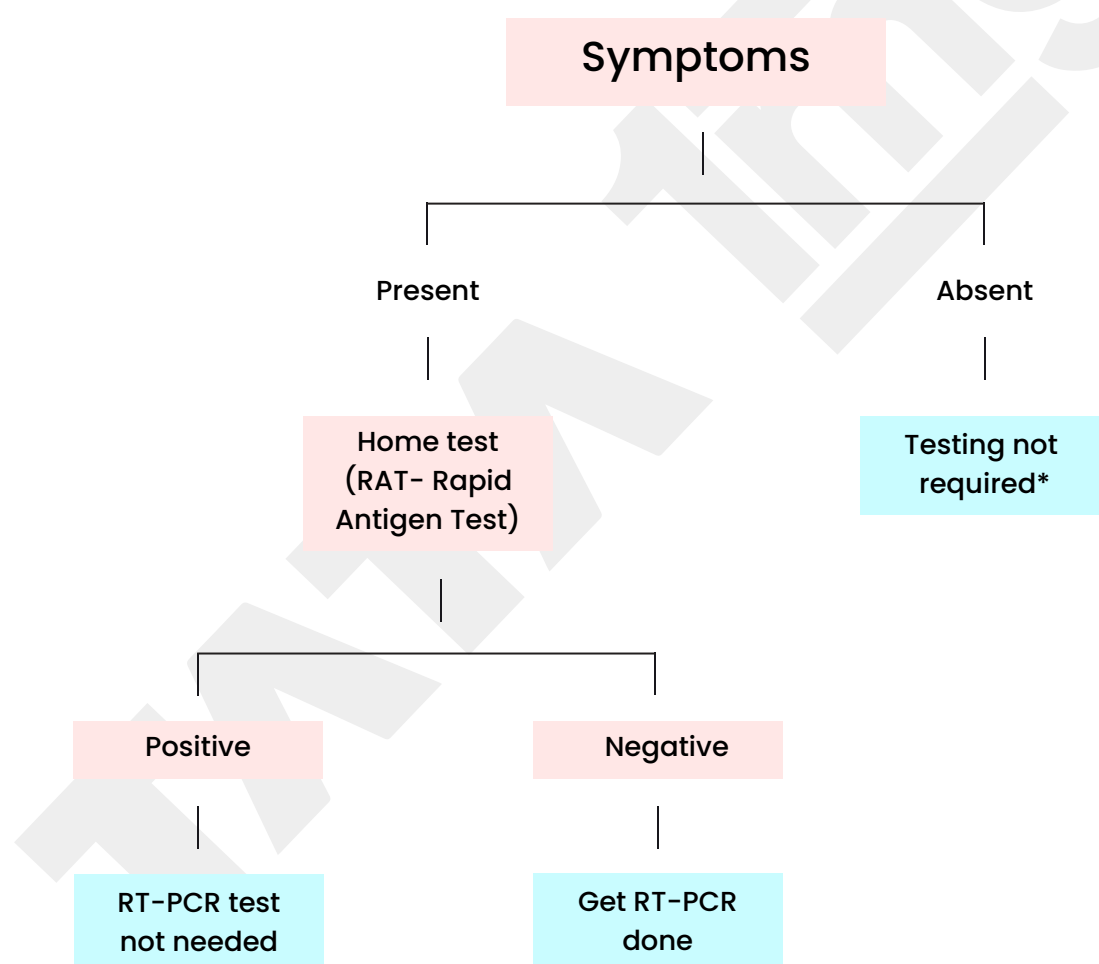 Symptoms
Present
Absent
Home test
(RAT- Rapid
Antigen Test)
Testing not
required*
Positive
Negative
RT-PCR test
not needed
Get RT-PCR
done